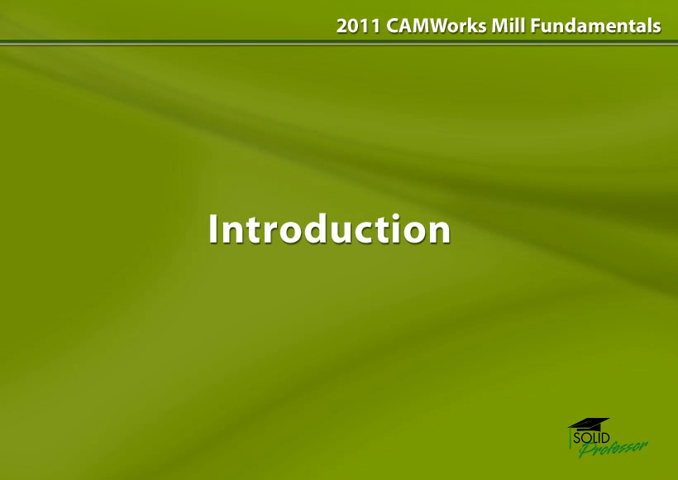 2011 CAMWorks Mill Fundamentals
Introduction
SOLID
Professor